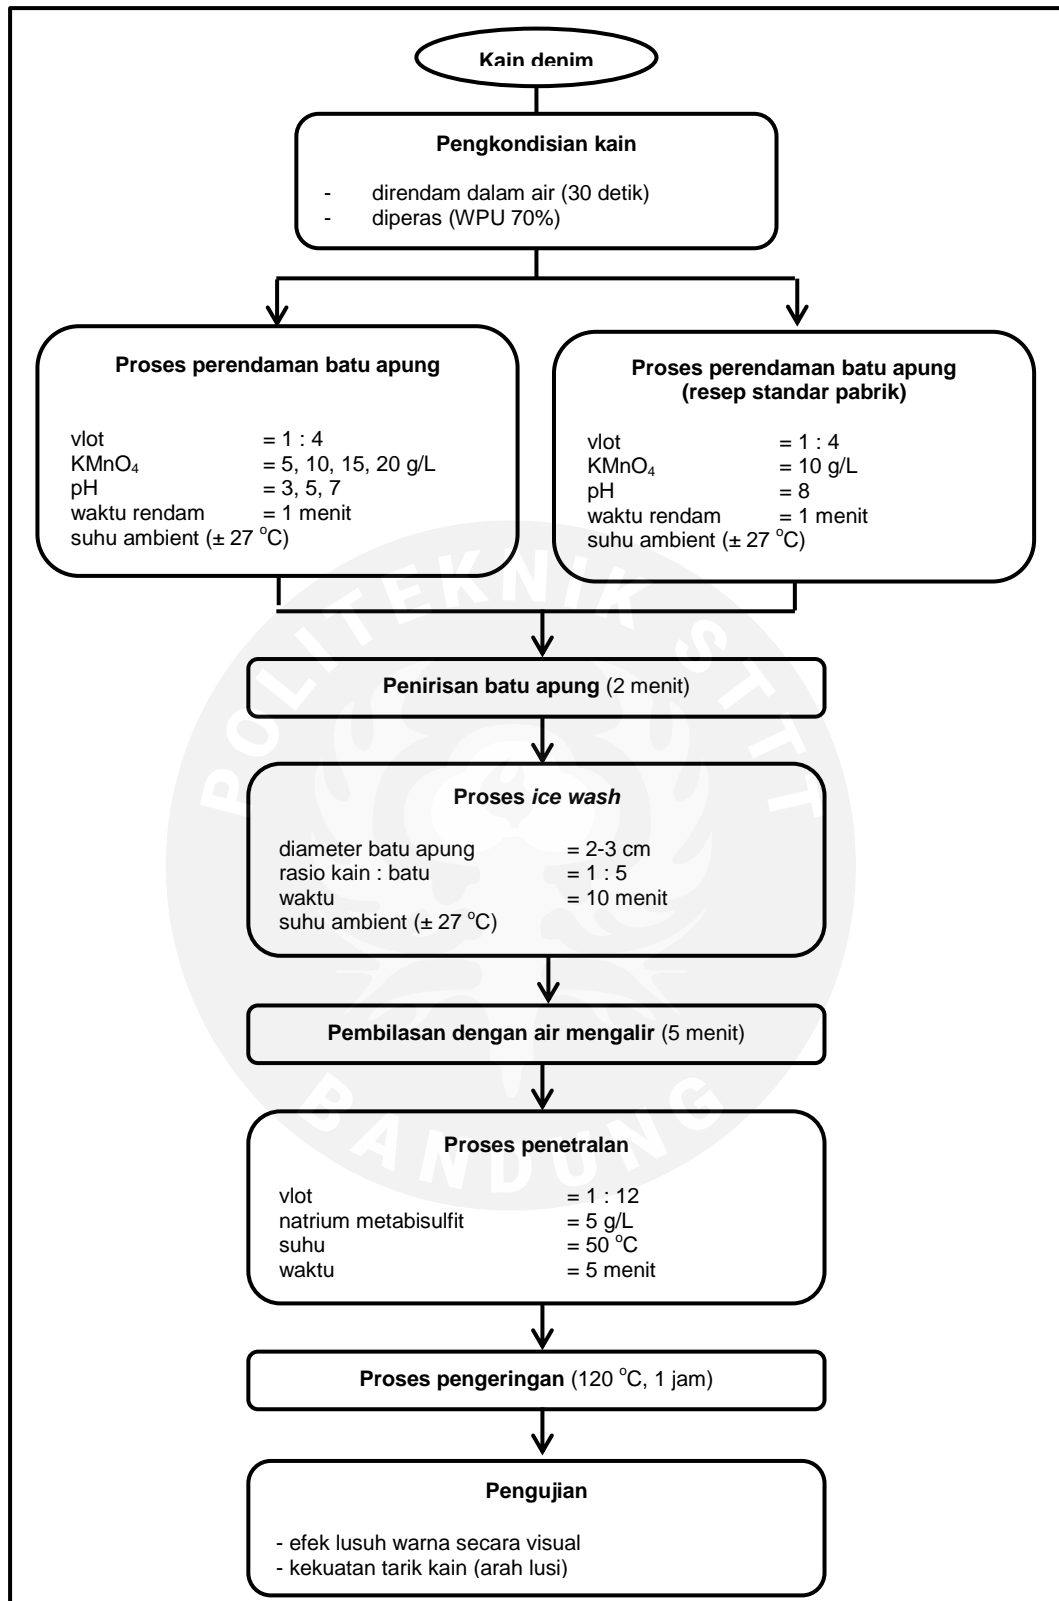 Kain denim
Pengkondisian kain
- direndam dalam air (30 detik)
- diperas (WPU 70%)
Proses perendaman batu apung
vlot = 1 : 4
KMnO₄ = 5, 10, 15, 20 g/L
pH = 3, 5, 7
waktu rendam = 1 menit
suhu ambient (± 27 °C)
Proses perendaman batu apung
(resep standar pabrik)
vlot = 1 : 4
KMnO₄ = 10 g/L
pH = 8
waktu rendam = 1 menit
suhu ambient (± 27 °C)
Penirisan batu apung (2 menit)
Proses ice wash
diameter batu apung = 2-3 cm
rasio kain : batu = 1 : 5
waktu = 10 menit
suhu ambient (± 27 °C)
Pembilasan dengan air mengalir (5 menit)
Proses penetralan
vlot = 1 : 12
natrium metabisulfit = 5 g/L
suhu = 50 °C
waktu = 5 menit
Proses pengeringan (120 °C, 1 jam)
Pengujian
- efek lusuh warna secara visual
- kekuatan tarik kain (arah lusi)
POLITEKNIK STTT
BANDUNG